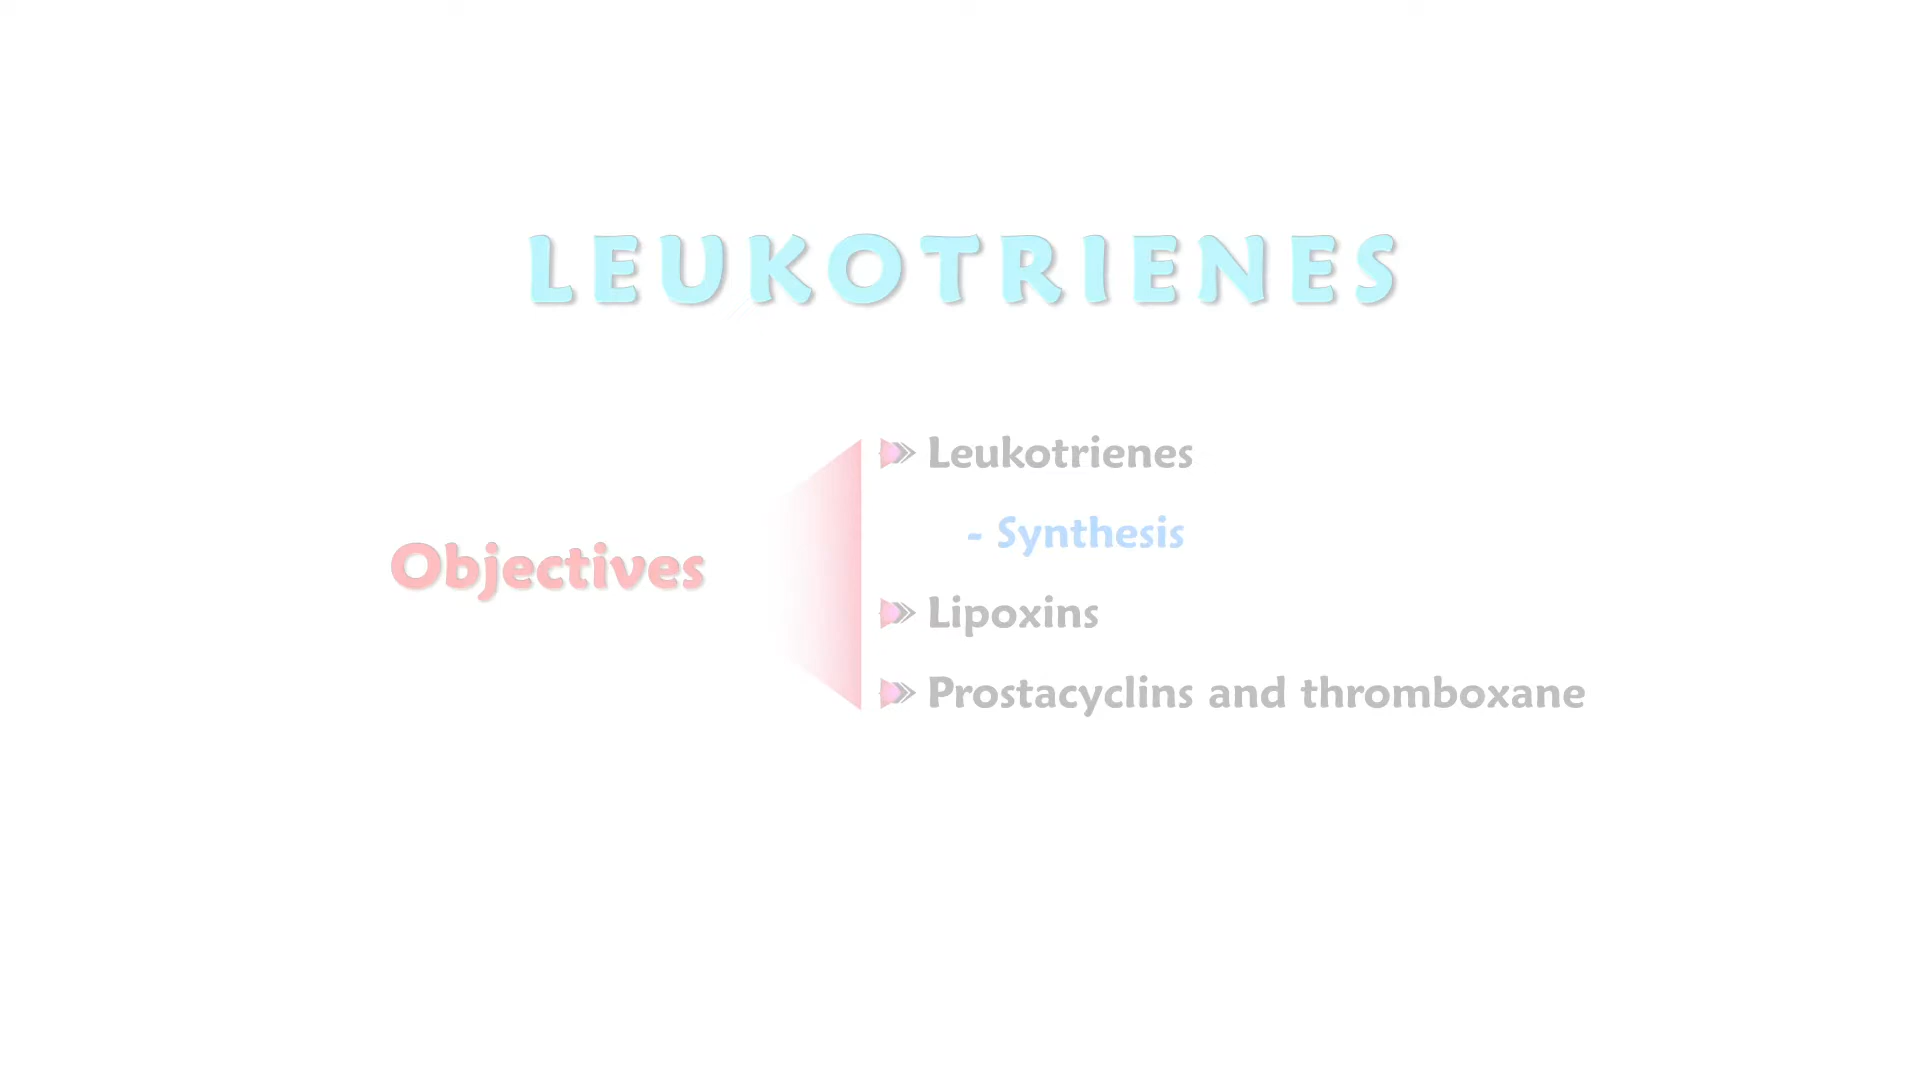 LEUKOTRIENES
Objectives
Leukotrienes
- Synthesis
Lipoxins
Prostacyclins and thromboxane